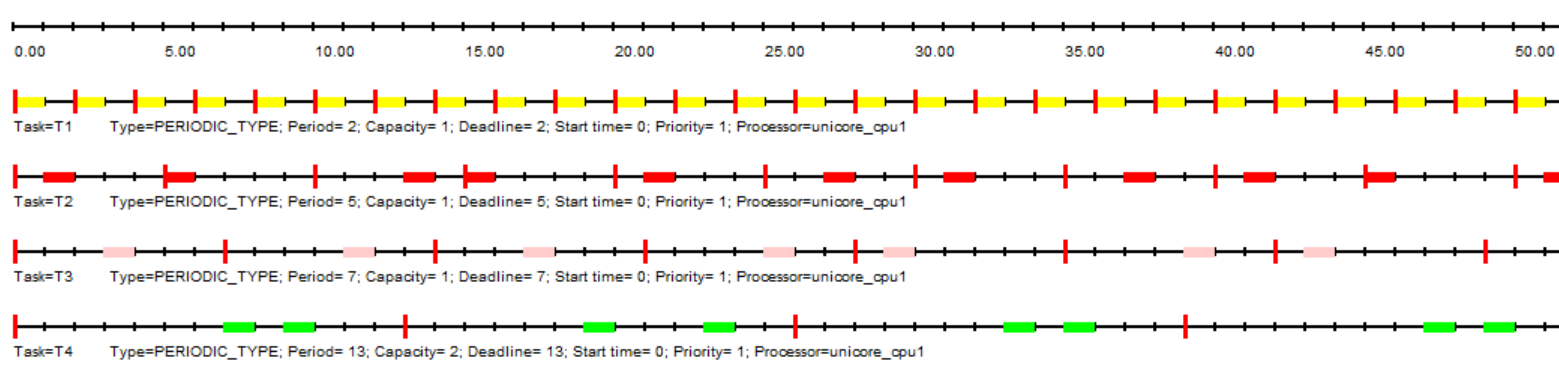 0.00 5.00 10.00 15.00 20.00 25.00 30.00 35.00 40.00 45.00 50.00
Task=T1 Type=PERIODIC_TYPE; Period= 2; Capacity= 1; Deadline= 2; Start time= 0; Priority= 1; Processor=unicore_cpu1
Task=T2 Type=PERIODIC_TYPE; Period= 5; Capacity= 1; Deadline= 5; Start time= 0; Priority= 1; Processor=unicore_cpu1
Task=T3 Type=PERIODIC_TYPE; Period= 7; Capacity= 1; Deadline= 7; Start time= 0; Priority= 1; Processor=unicore_cpu1
Task=T4 Type=PERIODIC_TYPE; Period= 13; Capacity= 2; Deadline= 13; Start time= 0; Priority= 1; Processor=unicore_cpu1